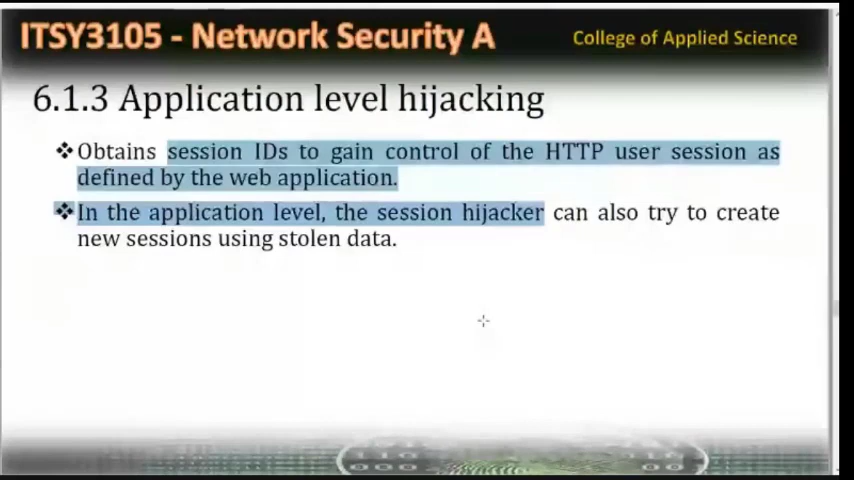 ITSY3105 - Network Security A
College of Applied Science
6.1.3 Application level hijacking
❖Obtains session IDs to gain control of the HTTP user session as
defined by the web application.
❖In the application level, the session hijacker can also try to create
new sessions using stolen data.